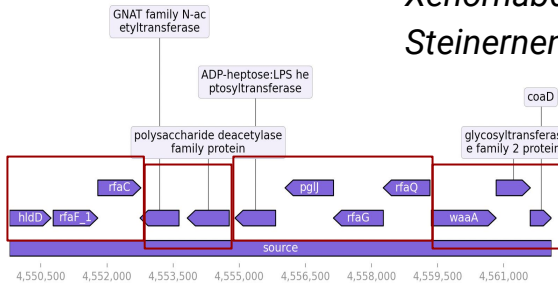 Steinerner
GNAT family N-ac
etyltransferase
ADP-heptose:LPS he
ptosyltransferase
coaD
polysaccharide deacetylase
family protein
glycosyltransferas
e family 2 protein
rfaC
pglJ
rfaQ
hldD
rfaF_1
rfaG
waaA
source
4,550,500
4,552,000
4,553,500
4,555,000
4,556,500
4,558,000
4,559,500
4,561,000